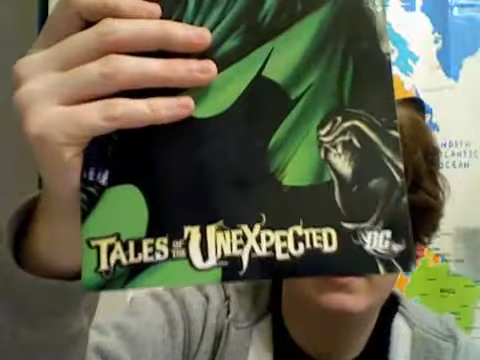 TALES OF THE UNEXPECTED
DC
NORTH
ATLANTIC
OCEAN